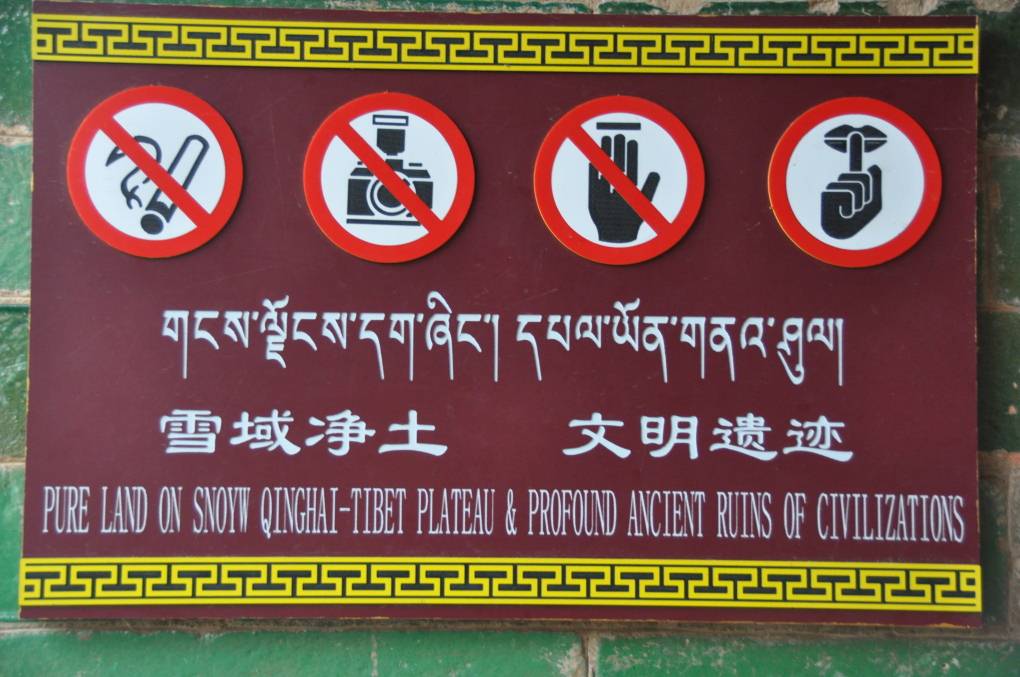 གངས་ལྗོངས་དག་ཞིང་། དཔལ་ཡོན་གནའ་ཤུལ།
雪域净土 文明遗迹
PURE LAND ON SNOYW QINGHAI-TIBET PLATEAU & PROFOUND ANCIENT RUINS OF CIVILIZATIONS